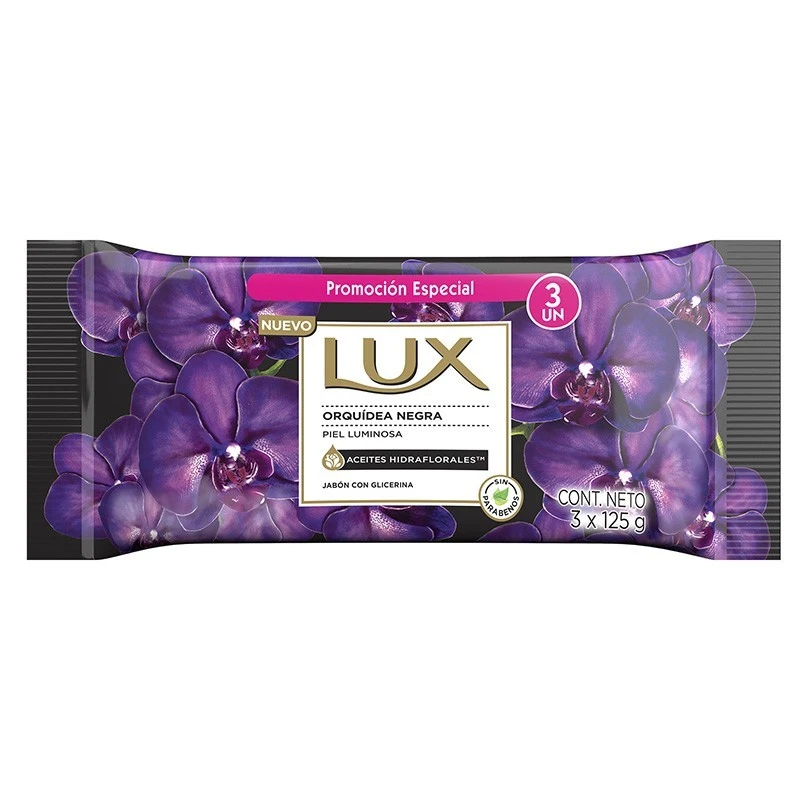 Promoción Especial
3
UN
NUEVO
LUX
ORQUÍDEA NEGRA
PIEL LUMINOSA
ACEITES HIDRAFLORALES™
JABÓN CON GLICERINA
SIN
PARABENOS
CONT. NETO
3 x 125 g